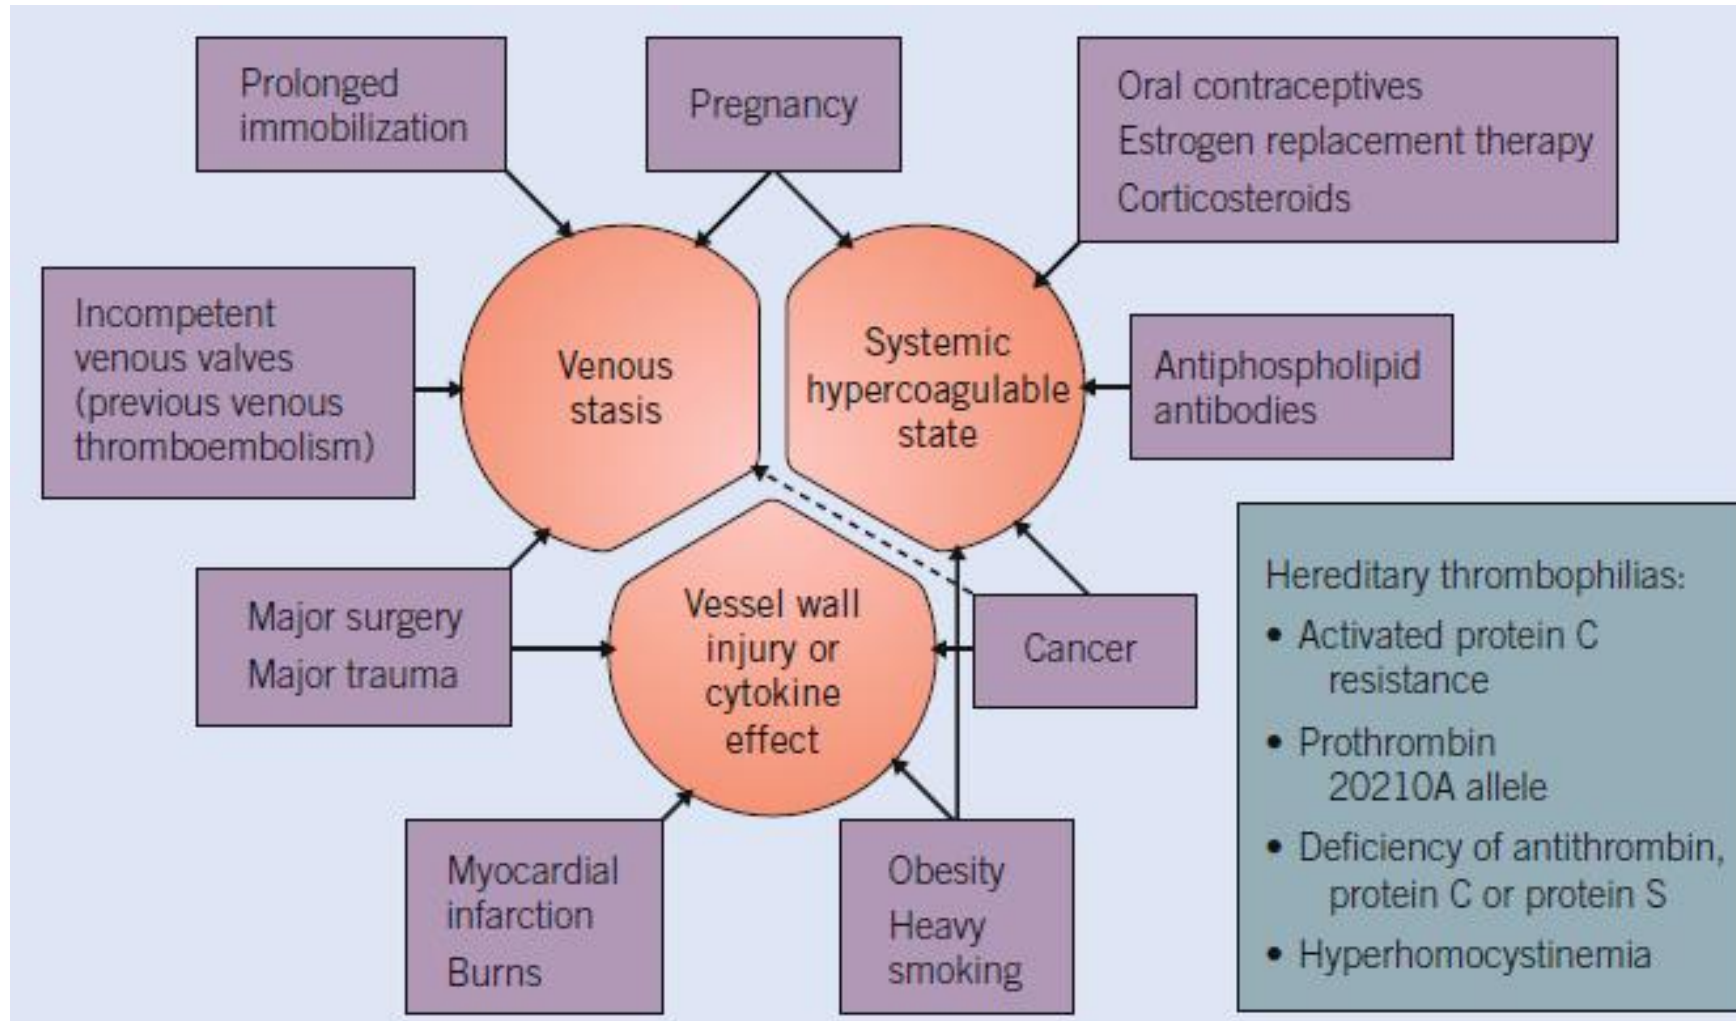 Prolonged
immobilization
Pregnancy
Oral contraceptives
Estrogen replacement therapy
Corticosteroids
Incompetent
venous valves
(previous venous
thromboembolism)
Venous
stasis
Systemic
hypercoagulable
state
Antiphospholipid
antibodies
Major surgery
Major trauma
Vessel wall
injury or
cytokine
effect
Cancer
Myocardial
infarction
Burns
Obesity
Heavy
smoking
Hereditary thrombophilias:
• Activated protein C
resistance
• Prothrombin
20210A allele
• Deficiency of antithrombin,
protein C or protein S
• Hyperhomocystinemia